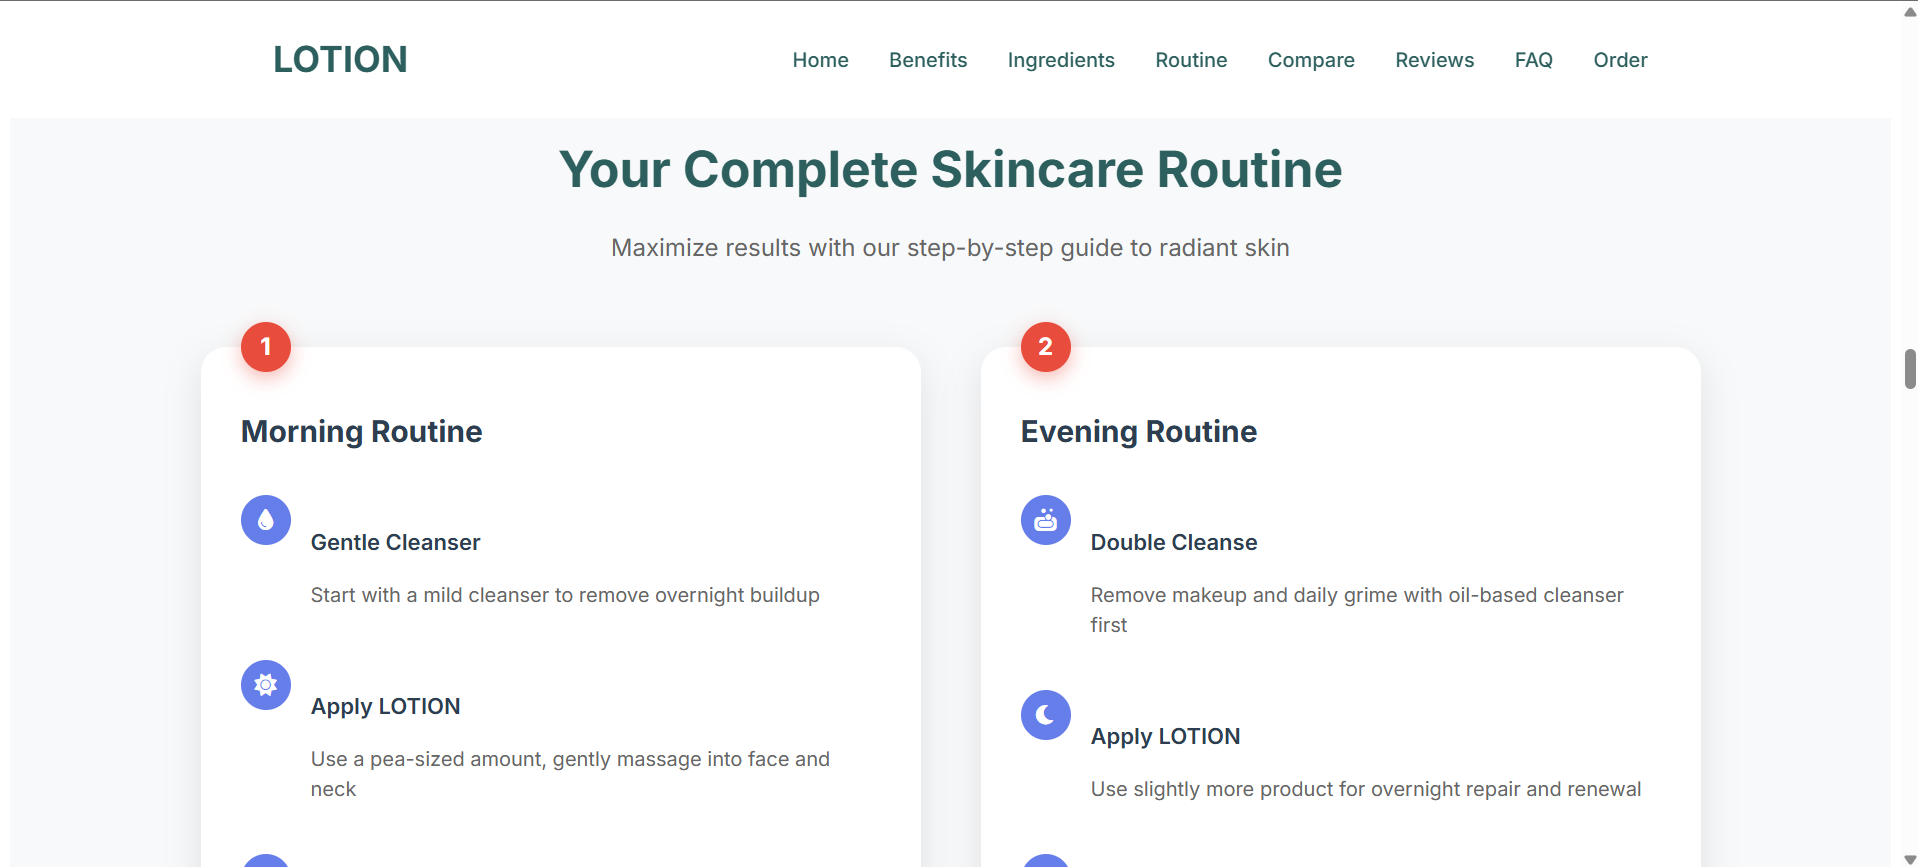 LOTION
Home Benefits Ingredients Routine Compare Reviews FAQ Order
Your Complete Skincare Routine
Maximize results with our step-by-step guide to radiant skin
1
Morning Routine
Gentle Cleanser
Start with a mild cleanser to remove overnight buildup
Apply LOTION
Use a pea-sized amount, gently massage into face and
neck
2
Evening Routine
Double Cleanse
Remove makeup and daily grime with oil-based cleanser
first
Apply LOTION
Use slightly more product for overnight repair and renewal